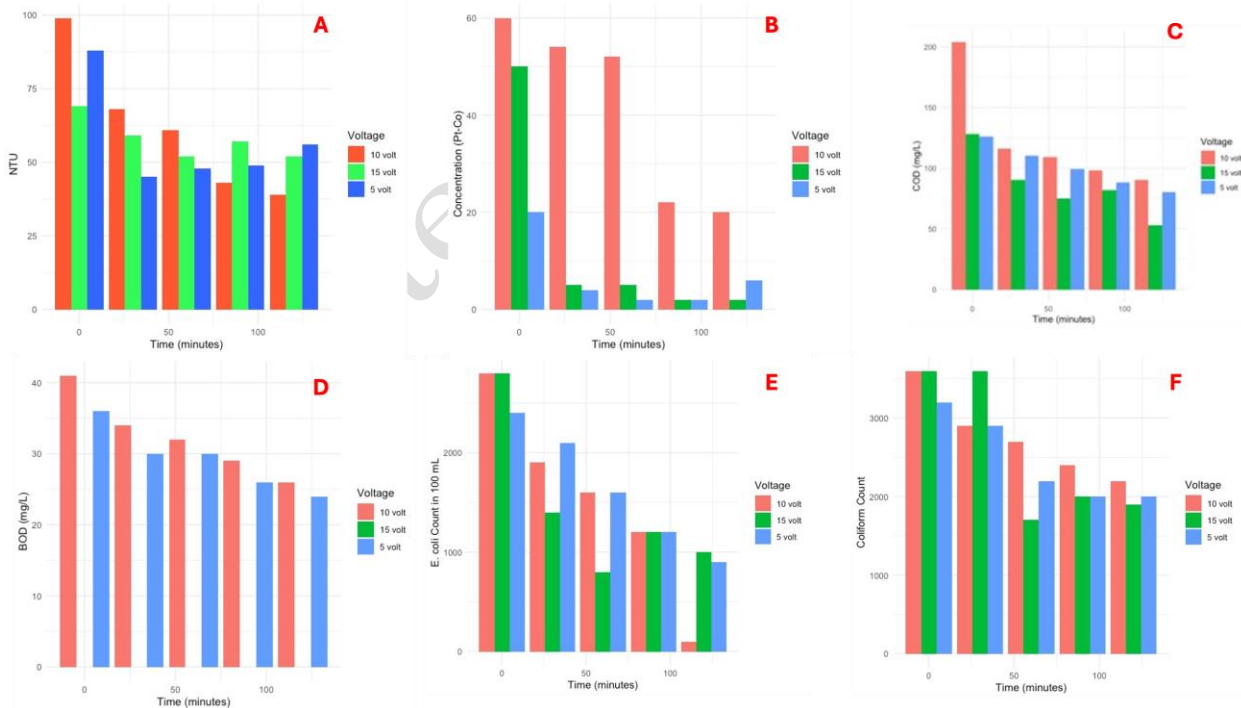 A
100
75
50
25
0
NTU
0 50 100
Time (minutes)
Voltage
10 volt
15 volt
5 volt
B
60
40
20
0
Concentration (Pt-Co)
0 50 100
Time (minutes)
Voltage
10 volt
15 volt
5 volt
C
200
150
100
50
0
COD (mg/L)
0 50 100
Time (minutes)
Voltage
10 volt
15 volt
5 volt
D
40
30
20
10
0
BOD (mg/L)
0 50 100
Time (minutes)
Voltage
10 volt
15 volt
5 volt
E
2000
1000
0
E. coli Count in 100 mL
0 50 100
Time (minutes)
Voltage
10 volt
15 volt
5 volt
F
3000
2000
1000
0
Coliform Count
0 50 100
Time (minutes)
Voltage
10 volt
15 volt
5 volt